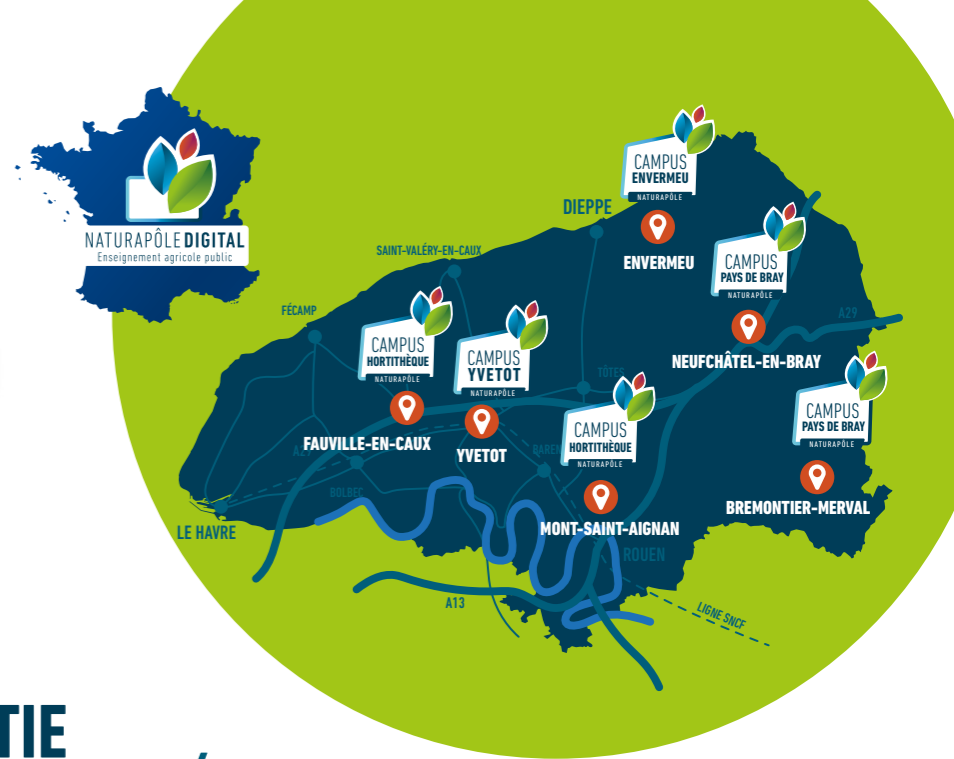 NATURAPÔLE DIGITAL
Enseignement agricole public
CAMPUS
ENVERMEU
NATURAPÔLE
DIEPPE
ENVERMEU
SAINT-VALÉRY-EN-CAUX
CAMPUS
PAYS DE BRAY
NATURAPÔLE
FÉCAMP
A29
NEUFCHÂTEL-EN-BRAY
CAMPUS
HORTITHÈQUE
NATURAPÔLE
CAMPUS
YVETOT
NATURAPÔLE
TÔTES
CAMPUS
HORTITHÈQUE
NATURAPÔLE
CAMPUS
PAYS DE BRAY
NATURAPÔLE
FAUVILLE-EN-CAUX
YVETOT
BOLBEC
BREMONTIER-MERVAL
MONT-SAINT-AIGNAN
LE HAVRE
ROUEN
A13
LIGNE SNCF
TIE